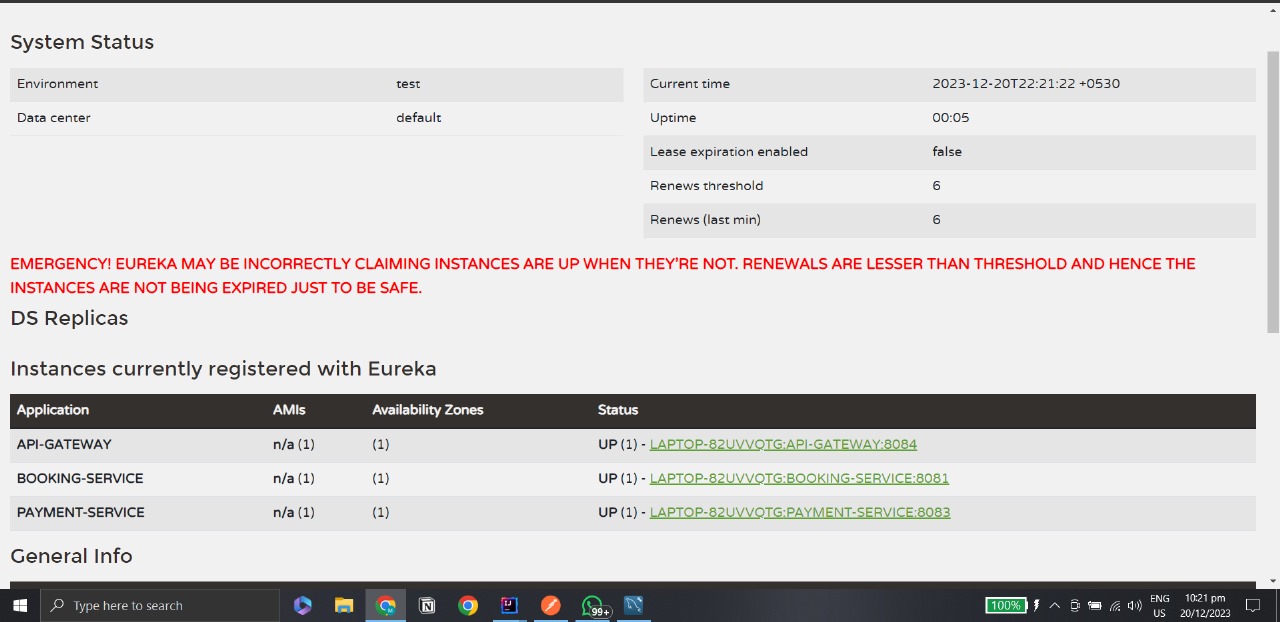 System Status
Environment test
Data center default
Current time 2023-12-20T22:21:22 +0530
Uptime 00:05
Lease expiration enabled false
Renews threshold 6
Renews (last min) 6
EMERGENCY! EUREKA MAY BE INCORRECTLY CLAIMING INSTANCES ARE UP WHEN THEY'RE NOT. RENEWALS ARE LESSER THAN THRESHOLD AND HENCE THE
INSTANCES ARE NOT BEING EXPIRED JUST TO BE SAFE.
DS Replicas
Instances currently registered with Eureka
Application AMIs Availability Zones Status
API-GATEWAY n/a (1) (1) UP (1) - LAPTOP-82UVVQTG:API-GATEWAY:8084
BOOKING-SERVICE n/a (1) (1) UP (1) - LAPTOP-82UVVQTG:BOOKING-SERVICE:8081
PAYMENT-SERVICE n/a (1) (1) UP (1) - LAPTOP-82UVVQTG:PAYMENT-SERVICE:8083
General Info
Type here to search
99+
100%
ENG
US
10:21 pm
20/12/2023